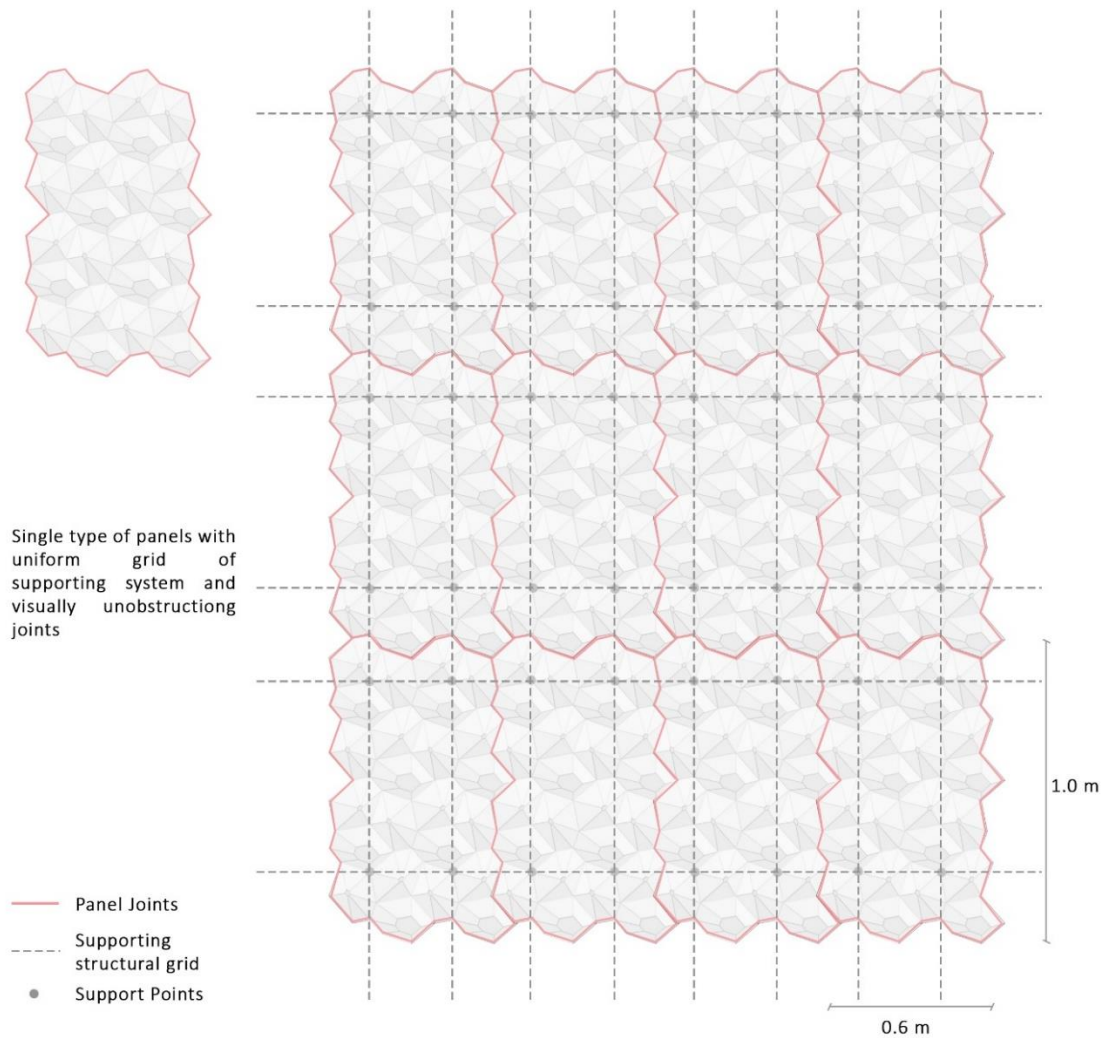 Single type of panels with
uniform grid of
supporting system and
visually unobstructiong
joints
1.0 m
Panel Joints
Supporting
structural grid
Support Points
0.6 m